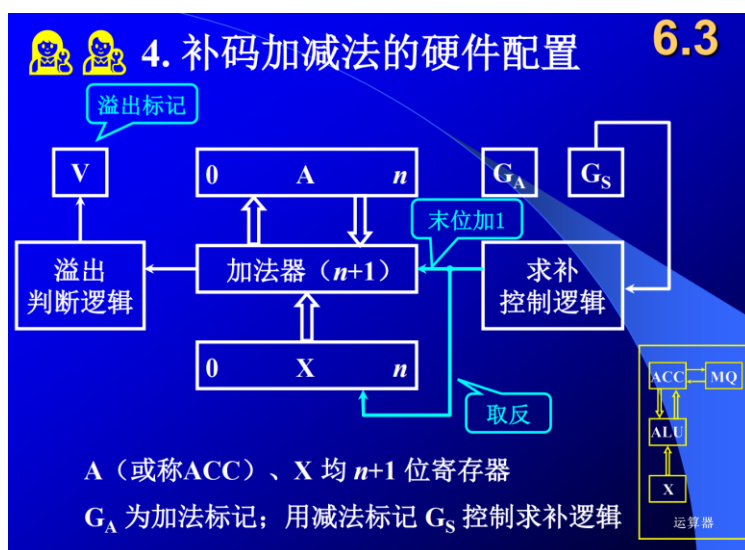 4. 补码加减法的硬件配置
6.3
溢出标记
V
0 A n
G_A
G_S
末位加1
溢出
判断逻辑
加法器（n+1）
求补
控制逻辑
0 X n
取反
ACC
MQ
ALU
X
运算器
A（或称ACC）、X 均 n+1 位寄存器
G_A 为加法标记；用减法标记 G_S 控制求补逻辑